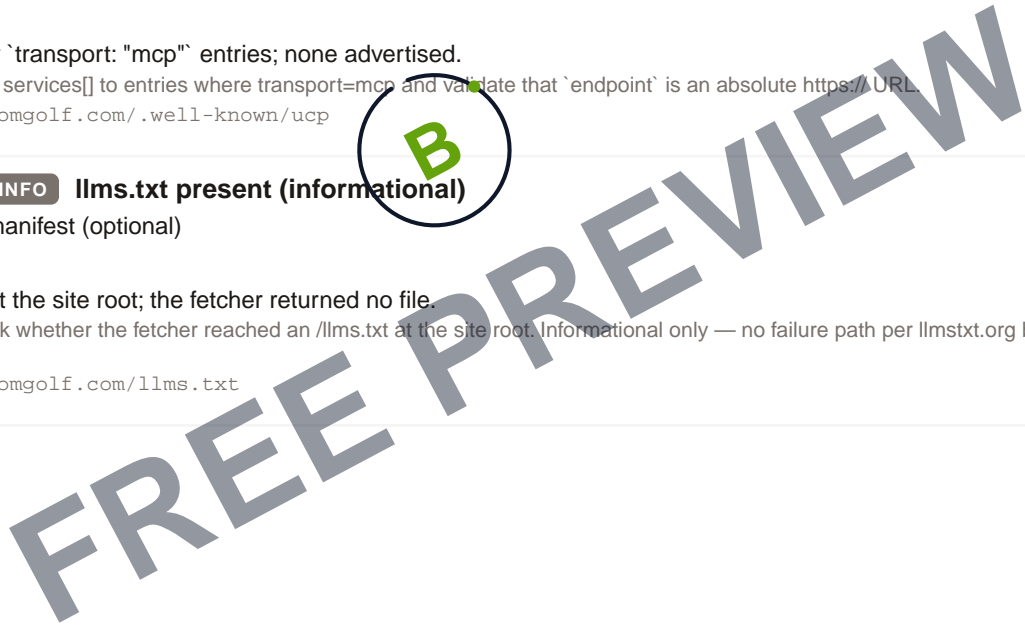 `transport: "mcp"` entries; none advertised.
services[] to entries where transport=mcp and validate that `endpoint` is an absolute https:// URL.
omgolf.com/.well-known/ucp
B
INFO llms.txt present (informational)
manifest (optional)
t the site root; the fetcher returned no file.
k whether the fetcher reached an /llms.txt at the site root. Informational only — no failure path per llmstxt.org
omgolf.com/llms.txt
FREE PREVIEW